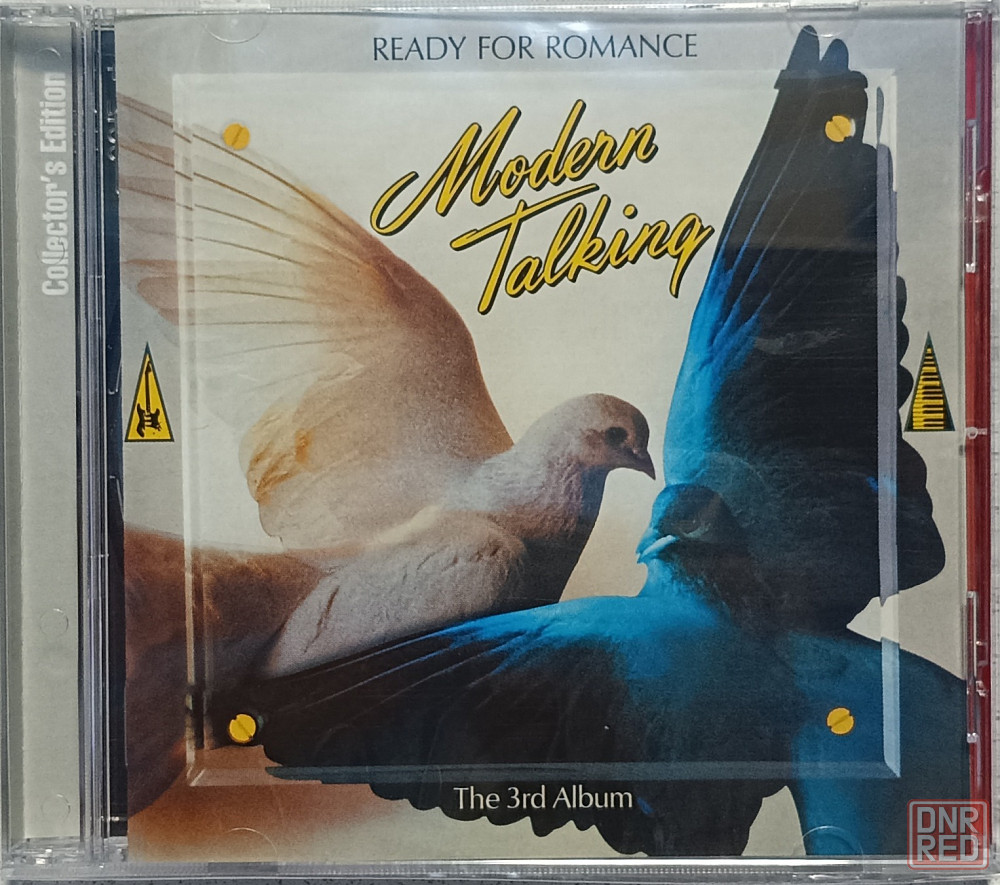 READY FOR ROMANCE
Collector's Edition
Modern
Talking
The 3rd Album
DNR
RED